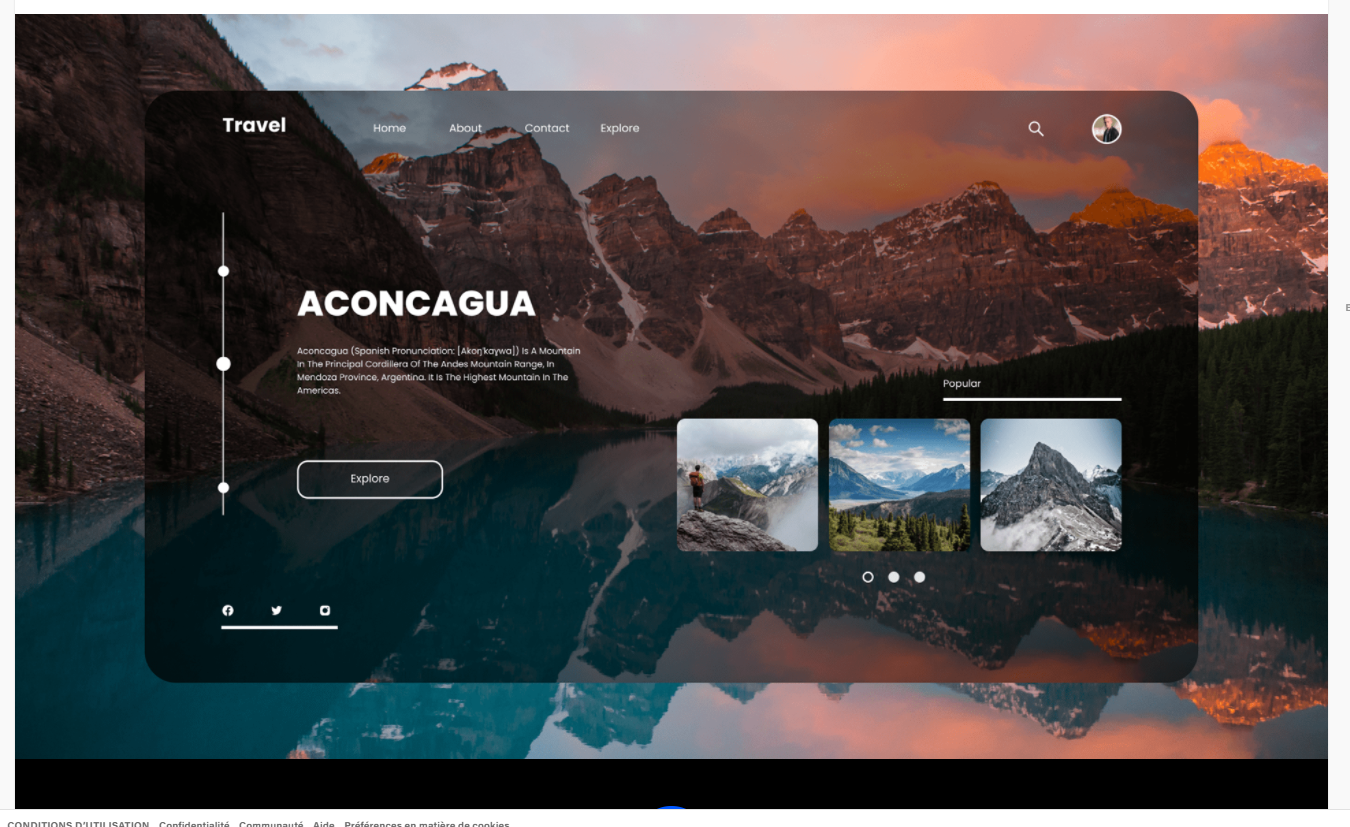 Travel
Home About Contact Explore
ACONCAGUA
Aconcagua (Spanish Pronunciation: [Akoŋˈkaɣwa]) Is A Mountain
In The Principal Cordillera Of The Andes Mountain Range, In
Mendoza Province, Argentina. It Is The Highest Mountain In The
Americas.
Explore
Popular
CONDITIONS D'UTILISATION Confidentialité Communauté Aide Préférences en matière de cookies